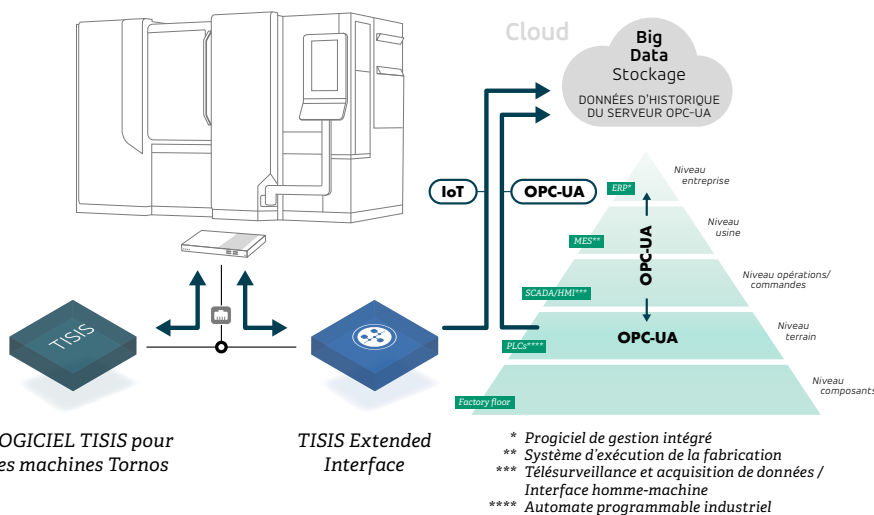 Cloud
Big
Data
Stockage
DONNÉES D'HISTORIQUE
DU SERVEUR OPC-UA
IoT
OPC-UA
ERP*
Niveau
entreprise
MES**
Niveau
usine
OPC-UA
SCADA/HMI***
Niveau opérations/
commandes
PLCs****
OPC-UA
Niveau
terrain
Factory floor
Niveau
composants
TISIS
OGICIEL TISIS pour
es machines Tornos
TISIS Extended
Interface
* Progiciel de gestion intégré
** Système d'exécution de la fabrication
*** Télésurveillance et acquisition de données /
Interface homme-machine
**** Automate programmable industriel